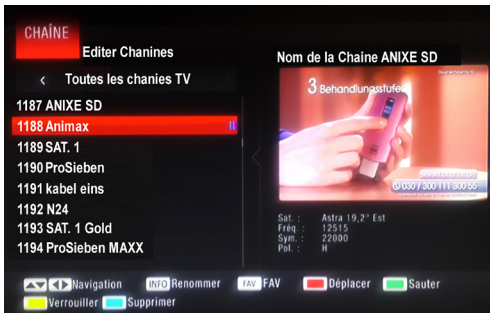 CHAÎNE
Editer Chanines
Toutes les chanies TV
1187 ANIXE SD
1188 Animax
1189 SAT. 1
1190 ProSieben
1191 kabel eins
1192 N24
1193 SAT. 1 Gold
1194 ProSieben MAXX
Nom de la Chaine ANIXE SD
3 Behandlungsstufen
030 / 300 111 300 55
Sat. : Astra 19,2° Est
Fréq. : 12515
Sym. : 22000
Pol. : H
Navigation INFO Renommer FAV FAV Déplacer Sauter
Verrouiller Supprimer